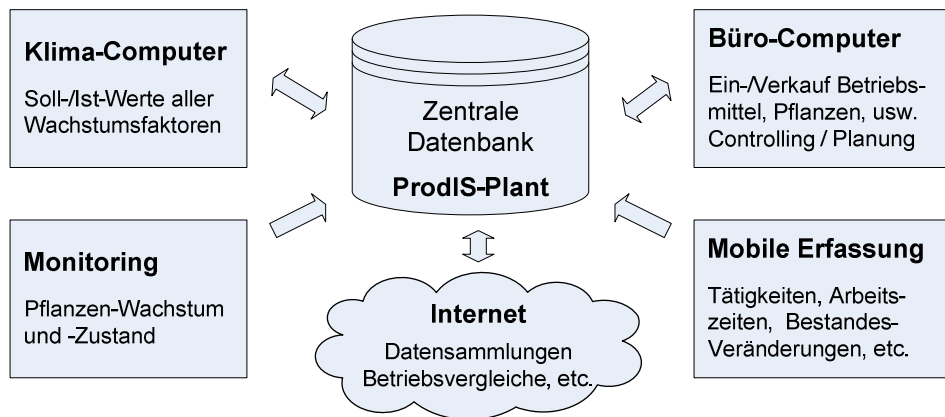 Klima-Computer
Soll-/Ist-Werte aller
Wachstumsfaktoren
Zentrale
Datenbank
ProdIS-Plant
Büro-Computer
Ein-/Verkauf Betriebs-
mittel, Pflanzen, usw.
Controlling / Planung
Monitoring
Pflanzen-Wachstum
und -Zustand
Internet
Datensammlungen
Betriebsvergleiche, etc.
Mobile Erfassung
Tätigkeiten, Arbeits-
zeiten, Bestandes-
Veränderungen, etc.